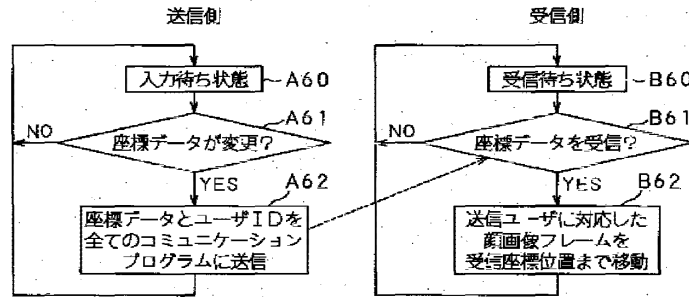 送信側
入力待ち状態
A60
座標データが変更？
A61
NO
YES
A62
座標データとユーザIDを
全てのコミュニケーション
プログラムに送信
受信側
受信待ち状態
B60
座標データを受信？
B61
NO
YES
B62
送信ユーザに対応した
顔画像フレームを
受信座標位置まで移動